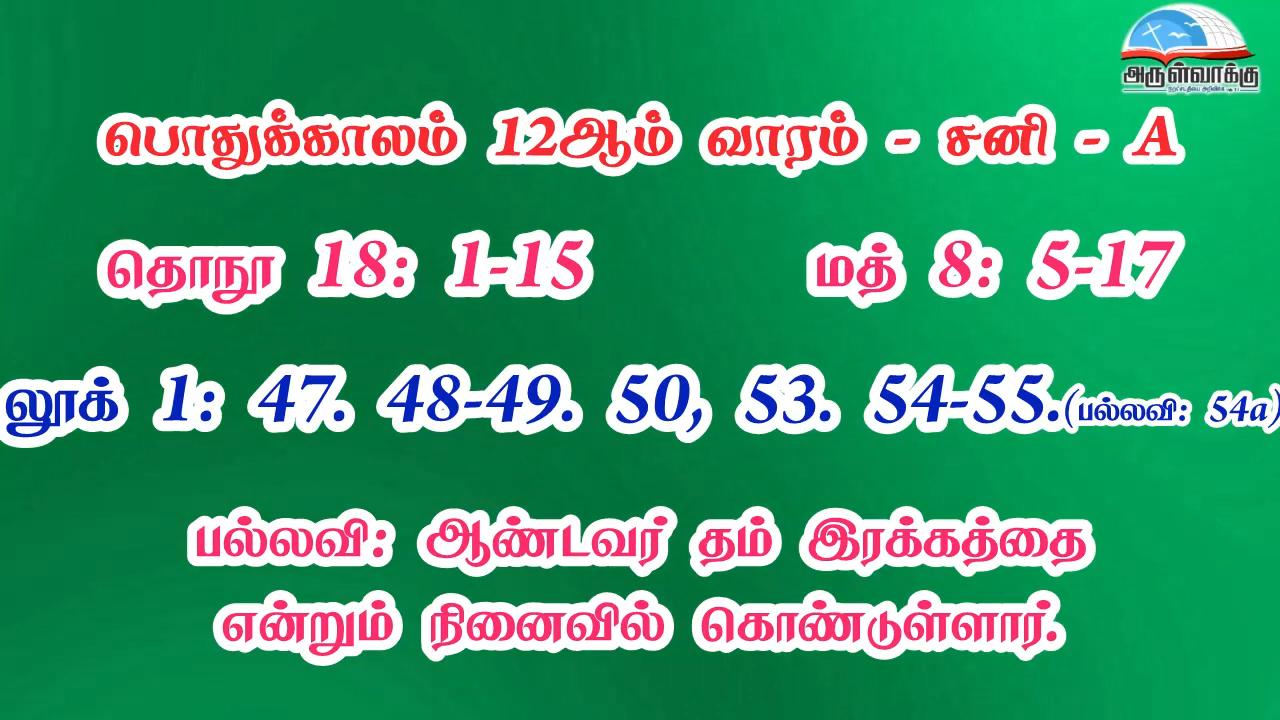 அருள்வாக்கு
பொதுக்காலம் 12ஆம் வாரம் - சனி - A
தொநூ 18: 1-15 மத் 8: 5-17
லூக் 1: 47. 48-49. 50, 53. 54-55.(பல்லவி: 54a)
பல்லவி: ஆண்டவர் தம் இரக்கத்தை
என்றும் நினைவில் கொண்டுள்ளார்.